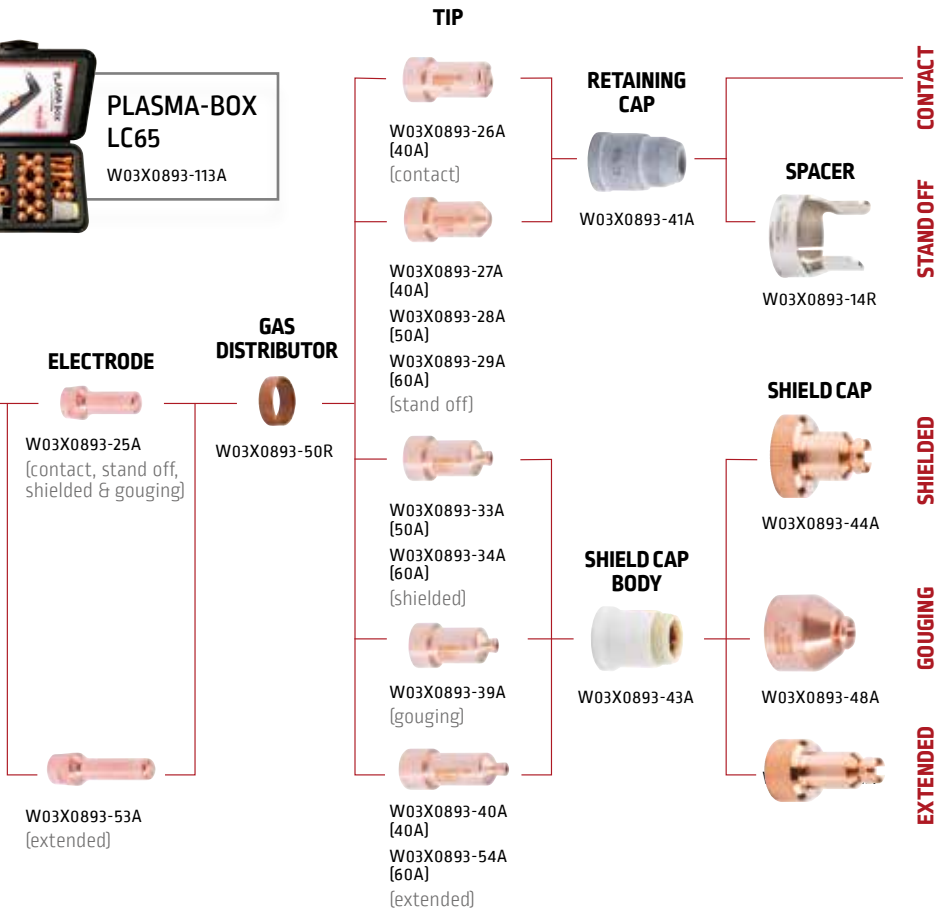 TIP
PLASMA-BOX
LC65
W03X0893-113A
W03X0893-26A
(40A)
(contact)
RETAINING
CAP
W03X0893-41A
CONTACT
SPACER
W03X0893-14R
STAND OFF
W03X0893-27A
(40A)
W03X0893-28A
(50A)
W03X0893-29A
(60A)
(stand off)
ELECTRODE
W03X0893-25A
(contact, stand off,
shielded & gouging)
GAS
DISTRIBUTOR
W03X0893-50R
W03X0893-33A
(50A)
W03X0893-34A
(60A)
(shielded)
SHIELD CAP
W03X0893-44A
SHIELDED
SHIELD CAP
BODY
W03X0893-43A
W03X0893-39A
(gouging)
W03X0893-48A
GOUGING
W03X0893-53A
(extended)
W03X0893-40A
(40A)
W03X0893-54A
(60A)
(extended)
EXTENDED
PLASMA BOX